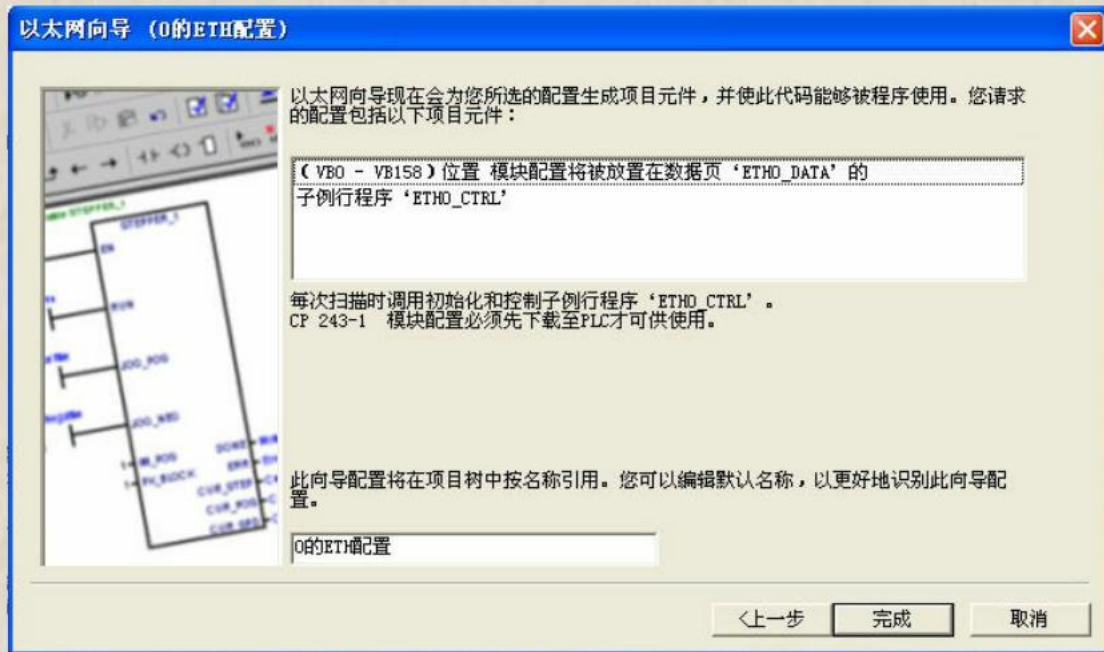 以太网向导 (0的ETH配置)
以太网向导现在会为您所选的配置生成项目元件，并使此代码能够被程序使用。您请求
的配置包括以下项目元件：
(VB0 - VB158)位置 模块配置将被放置在数据页‘ETH0_DATA’的
子例行程序‘ETH0_CTRL’
每次扫描时调用初始化和控制子例行程序‘ETH0_CTRL’。
CP 243-1 模块配置必须先下载至PLC才可供使用。
STEPPER_1
EN
RUN
JOG_POS
JOG_NEG
DONE
ERR
CUR_STEP
CUR_POS
此向导配置将在项目树中按名称引用。您可以编辑默认名称，以更好地识别此向导配
置。
0的ETH配置
<上一步
完成
取消